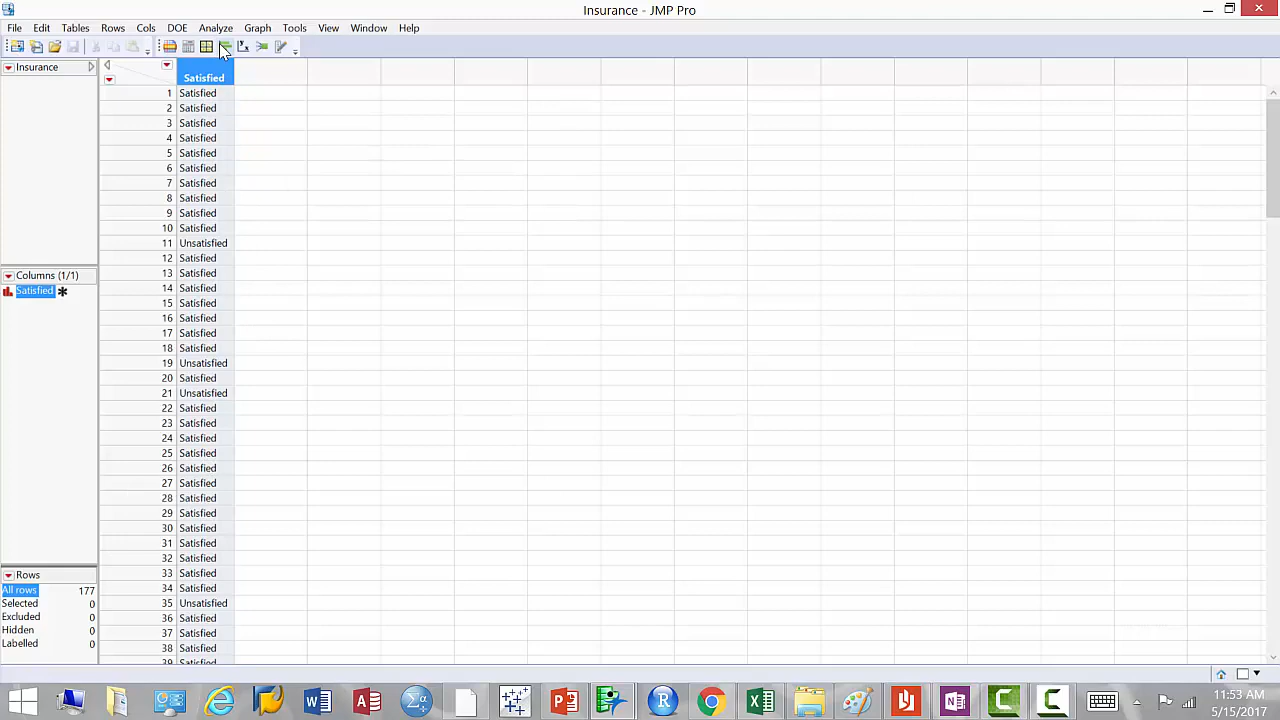 Insurance - JMP Pro
File Edit Tables Rows Cols DOE Analyze Graph Tools View Window Help
Insurance
Satisfied
1 Satisfied
2 Satisfied
3 Satisfied
4 Satisfied
5 Satisfied
6 Satisfied
7 Satisfied
8 Satisfied
9 Satisfied
10 Satisfied
11 Unsatisfied
12 Satisfied
13 Satisfied
14 Satisfied
15 Satisfied
16 Satisfied
17 Satisfied
18 Satisfied
19 Unsatisfied
20 Satisfied
21 Unsatisfied
22 Satisfied
23 Satisfied
24 Satisfied
25 Satisfied
26 Satisfied
27 Satisfied
28 Satisfied
29 Satisfied
30 Satisfied
31 Satisfied
32 Satisfied
33 Satisfied
34 Satisfied
35 Unsatisfied
36 Satisfied
37 Satisfied
38 Satisfied
39 Satisfied
Columns (1/1)
Satisfied
Rows
All rows 177
Selected 0
Excluded 0
Hidden 0
Labelled 0
11:53 AM
5/15/2017